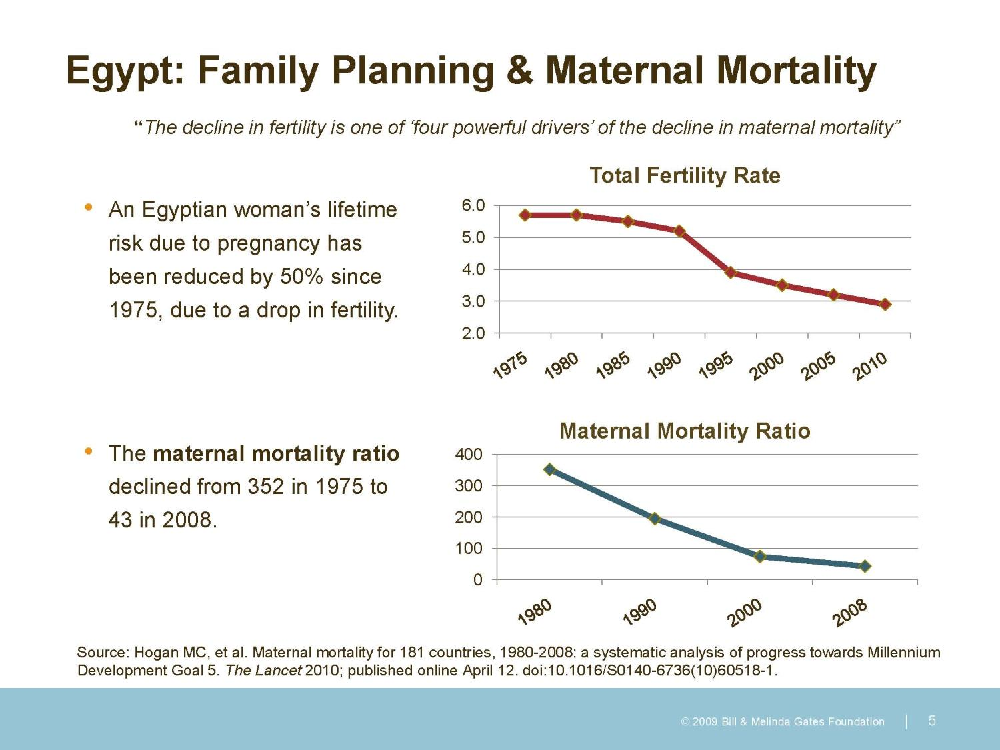 Egypt: Family Planning & Maternal Mortality
“The decline in fertility is one of ‘four powerful drivers’ of the decline in maternal mortality”
• An Egyptian woman’s lifetime
risk due to pregnancy has
been reduced by 50% since
1975, due to a drop in fertility.
Total Fertility Rate
6.0
5.0
4.0
3.0
2.0
1975 1980 1985 1990 1995 2000 2005 2010
• The maternal mortality ratio
declined from 352 in 1975 to
43 in 2008.
Maternal Mortality Ratio
400
300
200
100
0
1980 1990 2000 2008
Source: Hogan MC, et al. Maternal mortality for 181 countries, 1980-2008: a systematic analysis of progress towards Millennium
Development Goal 5. The Lancet 2010; published online April 12. doi:10.1016/S0140-6736(10)60518-1.
© 2009 Bill & Melinda Gates Foundation | 5